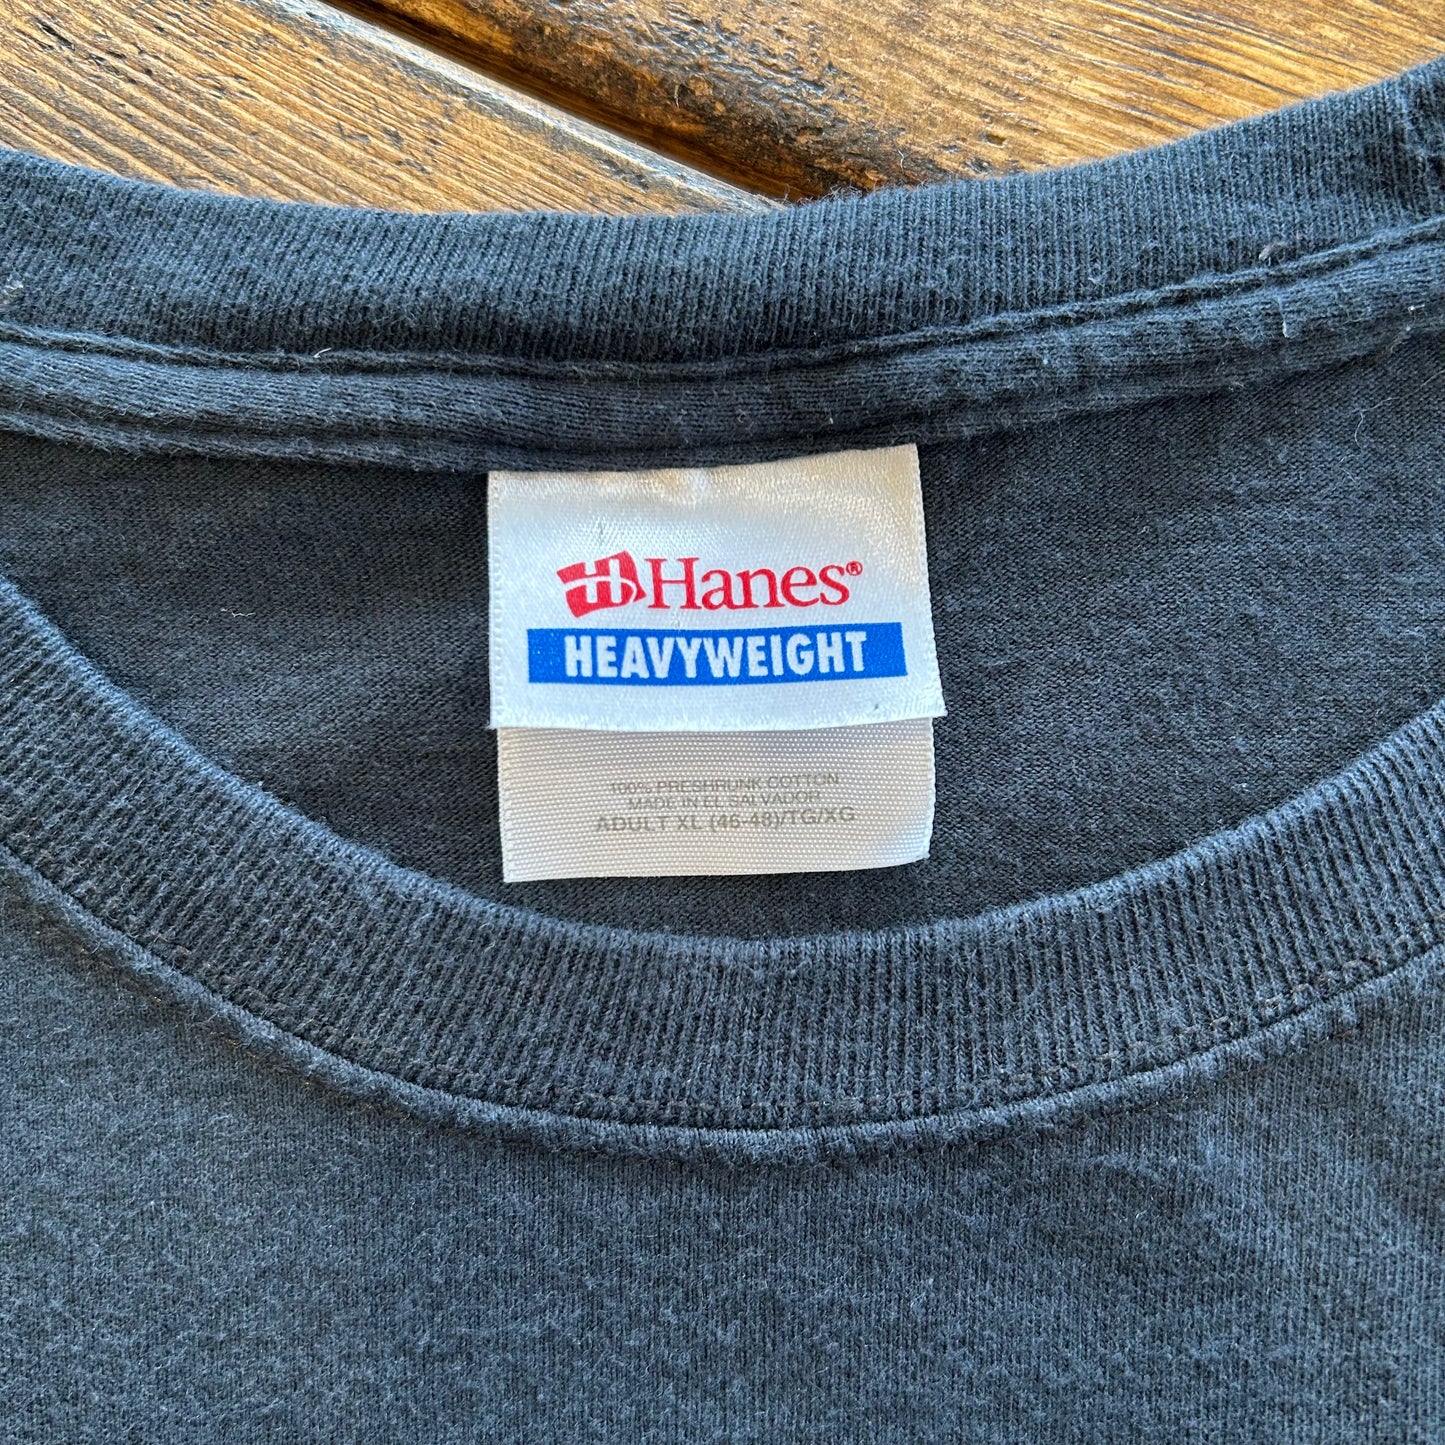 Hanes®
HEAVYWEIGHT
100% PRESHRUNK COTTON
MADE IN EL SALVADOR
ADULT XL (46-48)/TG/XG